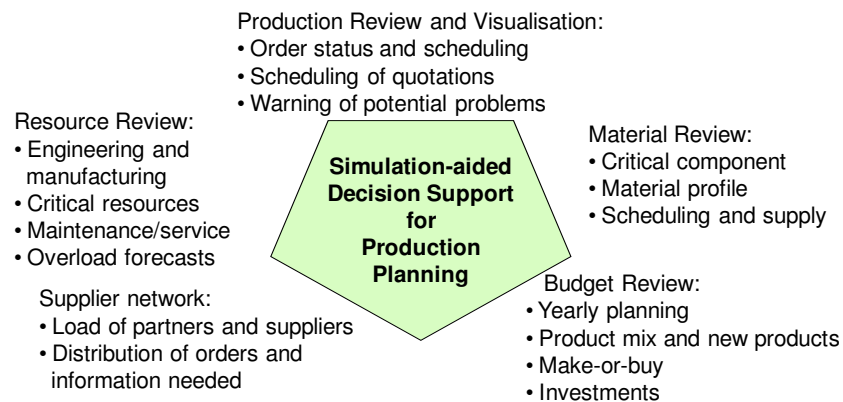 Production Review and Visualisation:
• Order status and scheduling
• Scheduling of quotations
• Warning of potential problems
Resource Review:
• Engineering and
manufacturing
• Critical resources
• Maintenance/service
• Overload forecasts
Simulation-aided
Decision Support
for
Production
Planning
Material Review:
• Critical component
• Material profile
• Scheduling and supply
Supplier network:
• Load of partners and suppliers
• Distribution of orders and
information needed
Budget Review:
• Yearly planning
• Product mix and new products
• Make-or-buy
• Investments